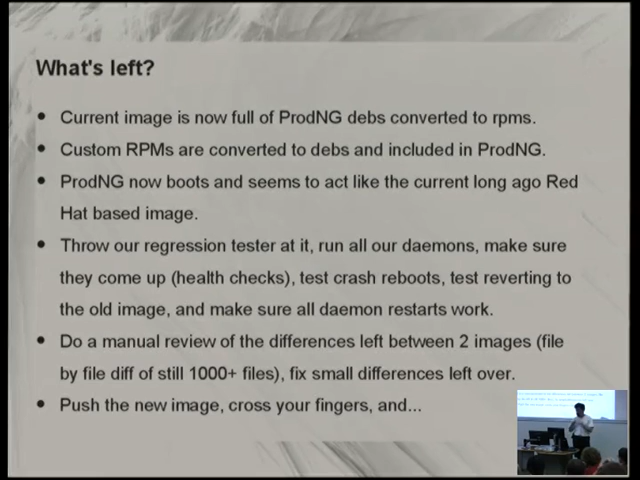 What's left?
Current image is now full of ProdNG debs converted to rpms.
Custom RPMs are converted to debs and included in ProdNG.
ProdNG now boots and seems to act like the current long ago Red
Hat based image.
Throw our regression tester at it, run all our daemons, make sure
they come up (health checks), test crash reboots, test reverting to
the old image, and make sure all daemon restarts work.
Do a manual review of the differences left between 2 images (file
by file diff of still 1000+ files), fix small differences left over.
Push the new image, cross your fingers, and...